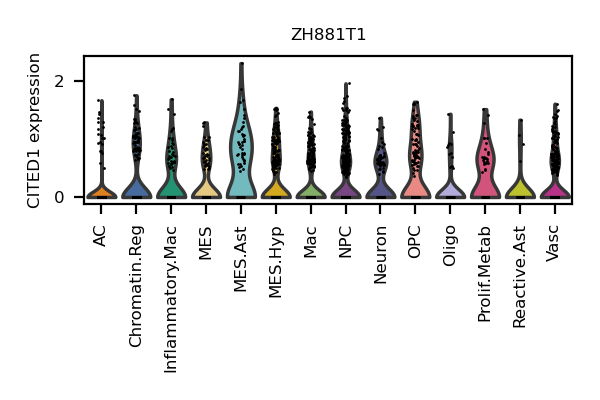 ZH881T1
CITED1 expression
2
0
AC
Chromatin.Reg
Inflammatory.Mac
MES
MES.Ast
MES.Hyp
Mac
NPC
Neuron
OPC
Oligo
Prolif.Metab
Reactive.Ast
Vasc